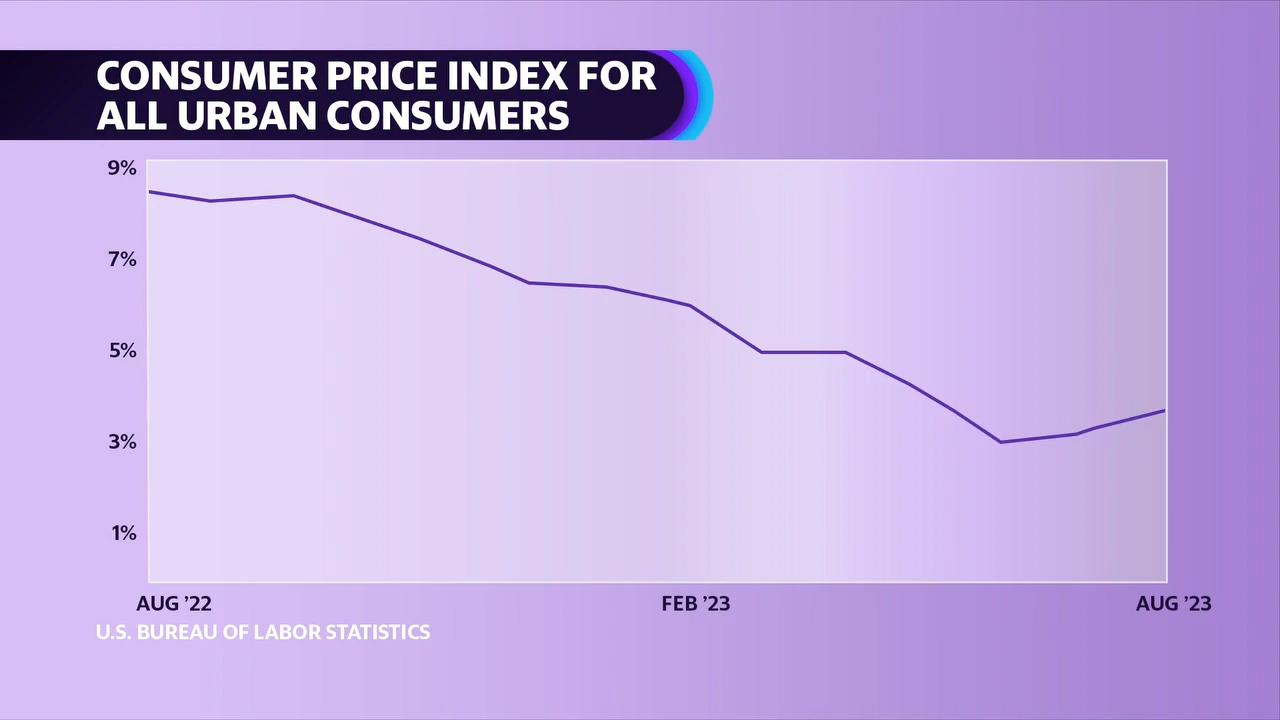 CONSUMER PRICE INDEX FOR
ALL URBAN CONSUMERS
9%
7%
5%
3%
1%
AUG ’22
FEB ’23
AUG ’23
U.S. BUREAU OF LABOR STATISTICS